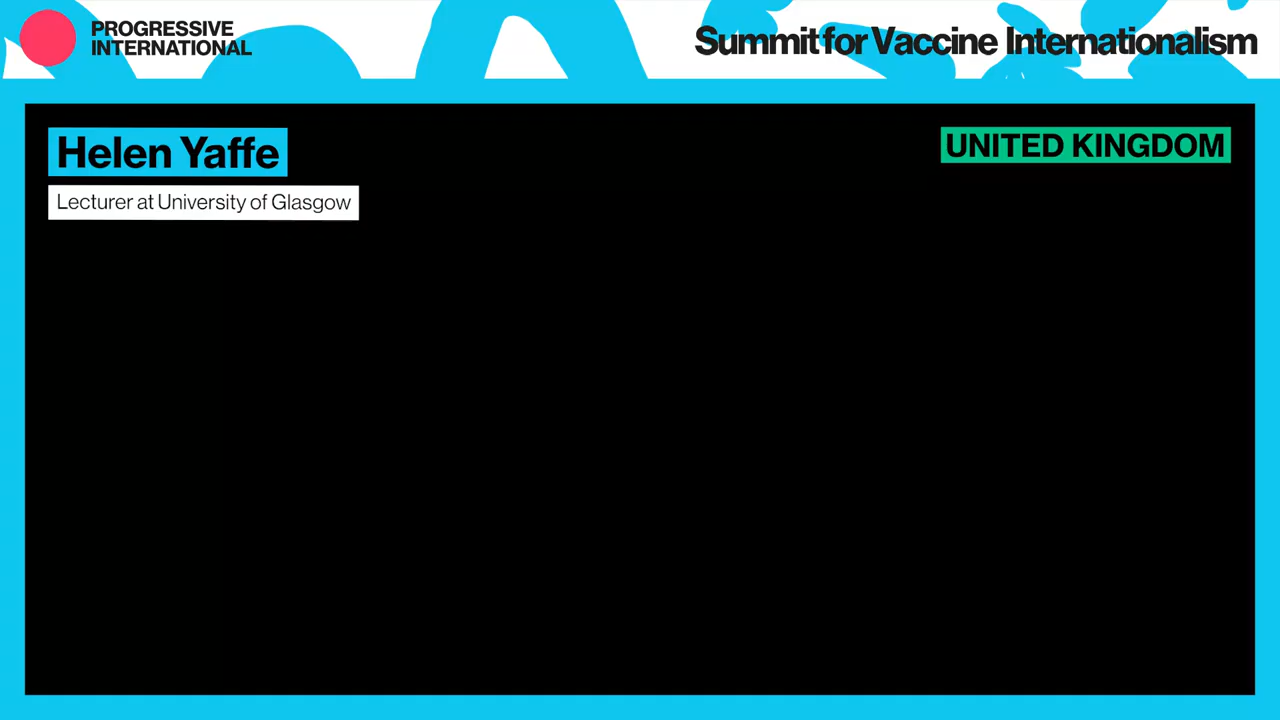 PROGRESSIVE
INTERNATIONAL
Summit for Vaccine Internationalism
Helen Yaffe
UNITED KINGDOM
Lecturer at University of Glasgow